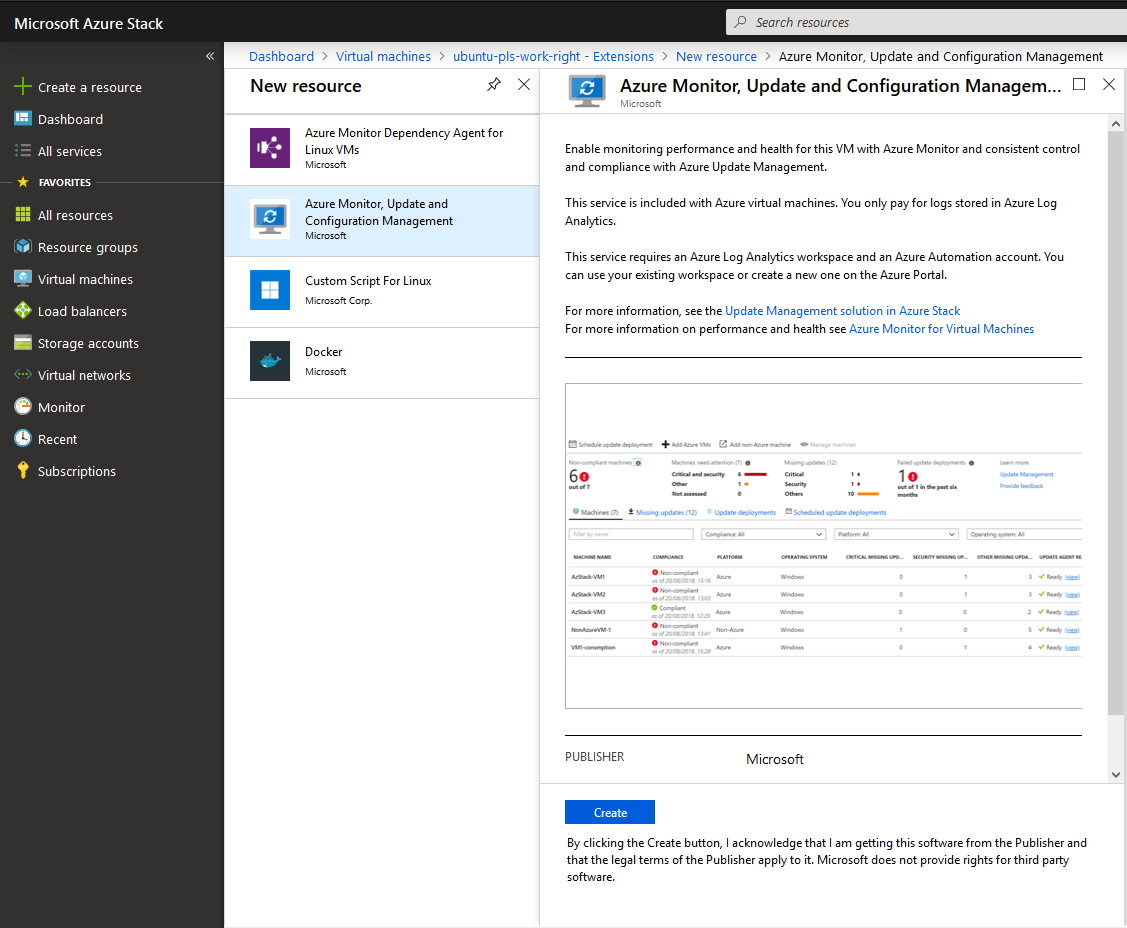 Microsoft Azure Stack
Search resources
«
Dashboard > Virtual machines > ubuntu-pls-work-right - Extensions > New resource > Azure Monitor, Update and Configuration Management
Create a resource
Dashboard
All services
FAVORITES
All resources
Resource groups
Virtual machines
Load balancers
Storage accounts
Virtual networks
Monitor
Recent
Subscriptions
New resource
Azure Monitor Dependency Agent for
Linux VMs
Microsoft
Azure Monitor, Update and
Configuration Management
Microsoft
Custom Script For Linux
Microsoft Corp.
Docker
Microsoft
Azure Monitor, Update and Configuration Managem...
Microsoft
Enable monitoring performance and health for this VM with Azure Monitor and consistent control
and compliance with Azure Update Management.
This service is included with Azure virtual machines. You only pay for logs stored in Azure Log
Analytics.
This service requires an Azure Log Analytics workspace and an Azure Automation account. You
can use your existing workspace or create a new one on the Azure Portal.
For more information, see the Update Management solution in Azure Stack
For more information on performance and health see Azure Monitor for Virtual Machines
Schedule update deployment Add Azure VMs Add non-Azure machine Manage machines
Non-compliant machines Machines need attention (7) Missing updates (12) Failed update deployments Learn more
6 Critical and security 6 Critical 1 1 Update Management
out of 7 Other 1 Security 1 out of 1 in the past six Provide feedback
Not assessed 0 Others 10 months
Machines (7) Missing updates (12) Update deployments Scheduled update deployments
Filter by name Compliance: All Platform: All Operating system: All
MACHINE NAME COMPLIANCE PLATFORM OPERATING SYSTEM CRITICAL MISSING UPD... SECURITY MISSING UP... OTHER MISSING UPDA... UPDATE AGENT RE
AzStack-VM1 Non-compliant Azure Windows 0 1 3 Ready (view)
as of 20/08/2018, 15:18
AzStack-VM2 Non-compliant Azure Windows 0 1 3 Ready (view)
as of 20/08/2018, 13:03
AzStack-VM3 Compliant Azure Windows 0 0 2 Ready (view)
as of 20/08/2018, 12:29
NonAzureVM-1 Non-compliant Non-Azure Windows 1 0 5 Ready (view)
as of 20/08/2018, 13:41
VM1-consmption Non-compliant Azure Windows 0 1 4 Ready (view)
as of 20/08/2018, 15:28
PUBLISHER Microsoft
Create
By clicking the Create button, I acknowledge that I am getting this software from the Publisher and
that the legal terms of the Publisher apply to it. Microsoft does not provide rights for third party
software.